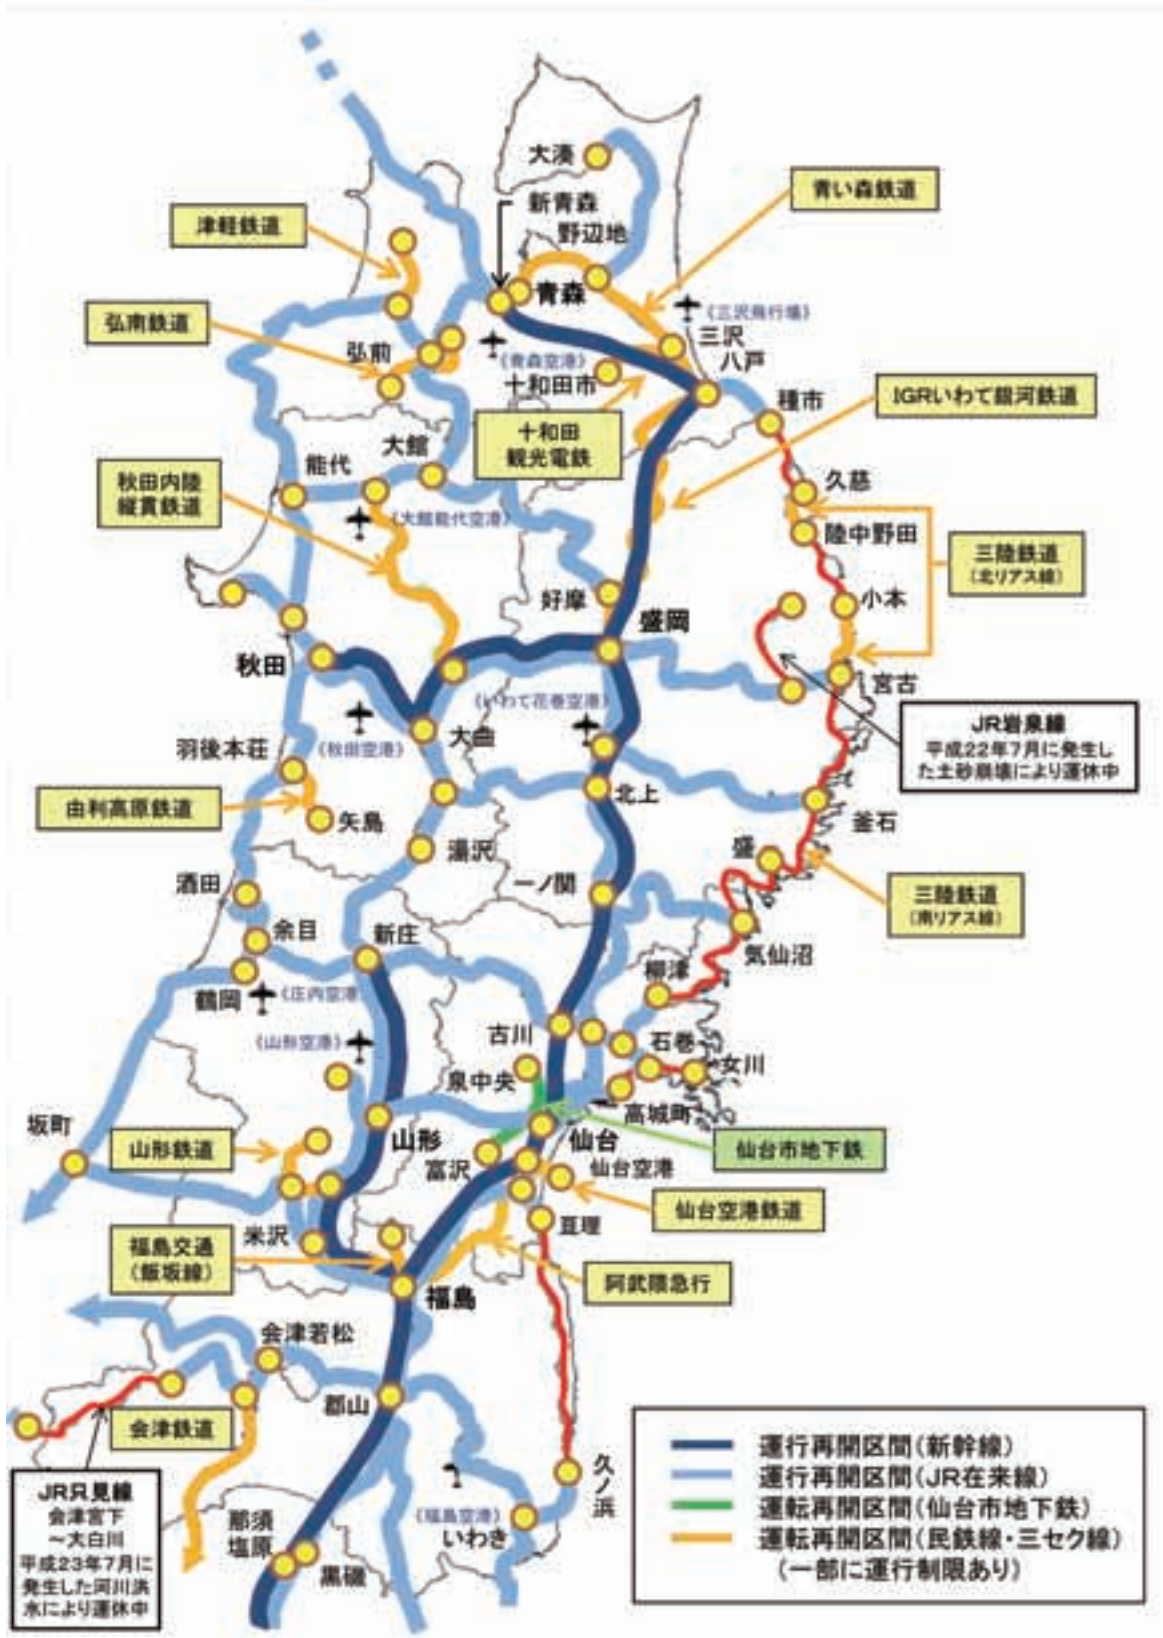 大湊
青い森鉄道
新青森
野辺地
津軽鉄道
青森
《三沢飛行場》
弘南鉄道
弘前
《青森空港》
三沢
八戸
十和田市
IGRいわて銀河鉄道
種市
十和田
観光電鉄
大館
能代
秋田内陸
縦貫鉄道
《大館能代空港》
久慈
陸中野田
三陸鉄道
(北リアス線)
好摩
小本
盛岡
秋田
宮古
《いわて花巻空港》
JR岩泉線
平成22年7月に発生し
た土砂崩壊により運休中
大曲
《秋田空港》
羽後本荘
北上
由利高原鉄道
矢島
釜石
湯沢
盛
酒田
一ノ関
三陸鉄道
(南リアス線)
余目
新庄
気仙沼
柳津
鶴岡
《庄内空港》
古川
石巻
《山形空港》
泉中央
女川
高城町
坂町
山形鉄道
山形
仙台
仙台市地下鉄
富沢
仙台空港
仙台空港鉄道
亘理
米沢
福島交通
(飯坂線)
阿武隈急行
福島
会津若松
郡山
会津鉄道
久ノ浜
JR只見線
会津宮下
~大白川
平成23年7月に
発生した河川洪
水により運休中
《福島空港》
いわき
那須
塩原
黒磯
運行再開区間(新幹線)
運行再開区間(JR在来線)
運転再開区間(仙台市地下鉄)
運転再開区間(民鉄線・三セク線)
(一部に運行制限あり)